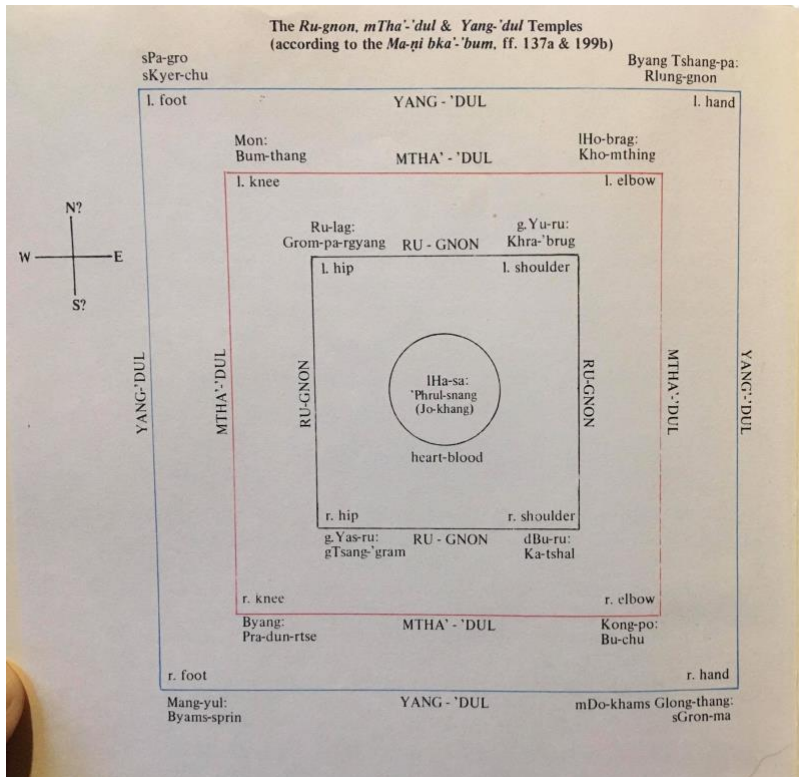 The Ru-gnon, mTha'-'dul & Yang-'dul Temples
(according to the Ma-ṇi bka'-'bum, ff. 137a & 199b)
sPa-gro
sKyer-chu
Byang Tshang-pa:
Rlung-gnon
l. foot
YANG - 'DUL
l. hand
Mon:
Bum-thang
MTHA' - 'DUL
lHo-brag:
Kho-mthing
l. knee
l. elbow
N?
W
E
S?
Ru-lag:
Grom-pa-rgyang
RU - GNON
g.Yu-ru:
Khra-'brug
l. hip
l. shoulder
YANG-'DUL
MTHA'-'DUL
RU-GNON
lHa-sa:
'Phrul-snang
(Jo-khang)
heart-blood
RU-GNON
MTHA'-'DUL
YANG-'DUL
r. hip
r. shoulder
g.Yas-ru:
gTsang-'gram
RU - GNON
dBu-ru:
Ka-tshal
r. knee
r. elbow
Byang:
Pra-dun-rtse
MTHA' - 'DUL
Kong-po:
Bu-chu
r. foot
r. hand
Mang-yul:
Byams-sprin
YANG - 'DUL
mDo-khams Glong-thang:
sGron-ma